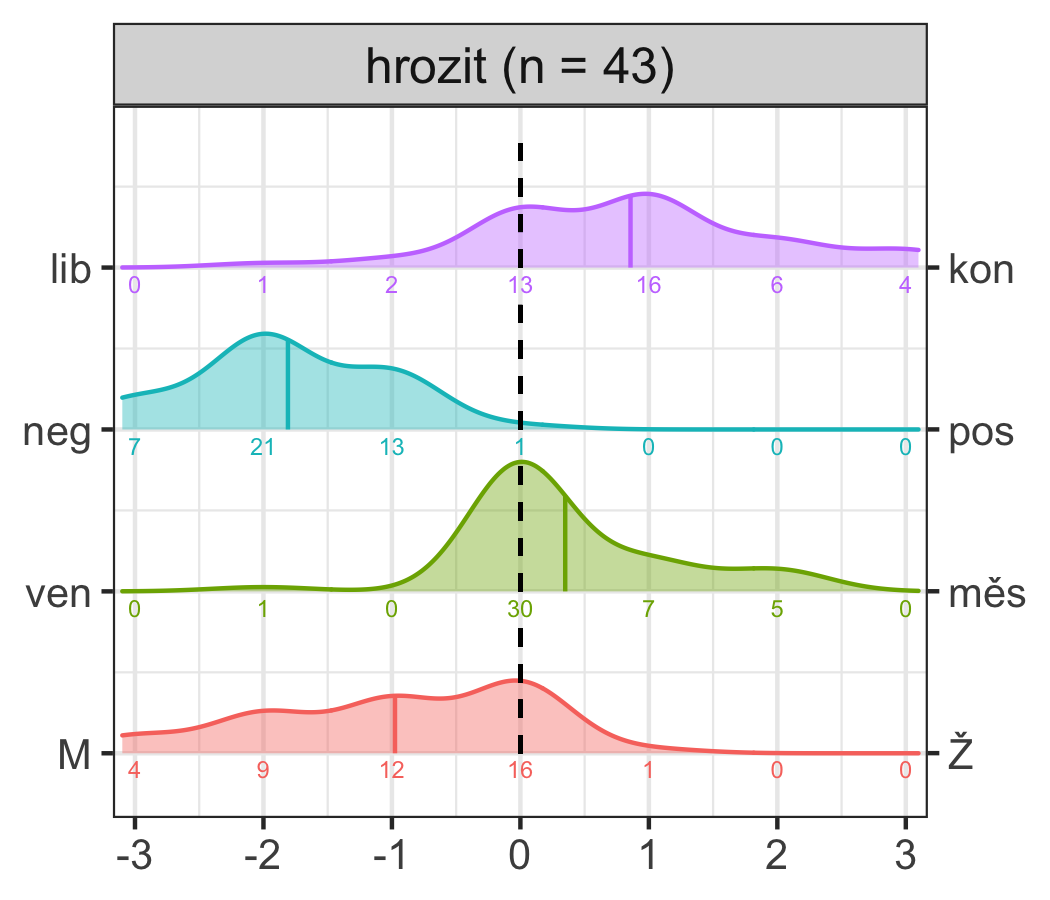 hrozit (n = 43)
lib kon
0 1 2 13 16 6 4
neg pos
7 21 13 1 0 0 0
ven měs
0 1 0 30 7 5 0
M Ž
4 9 12 16 1 0 0
-3 -2 -1 0 1 2 3